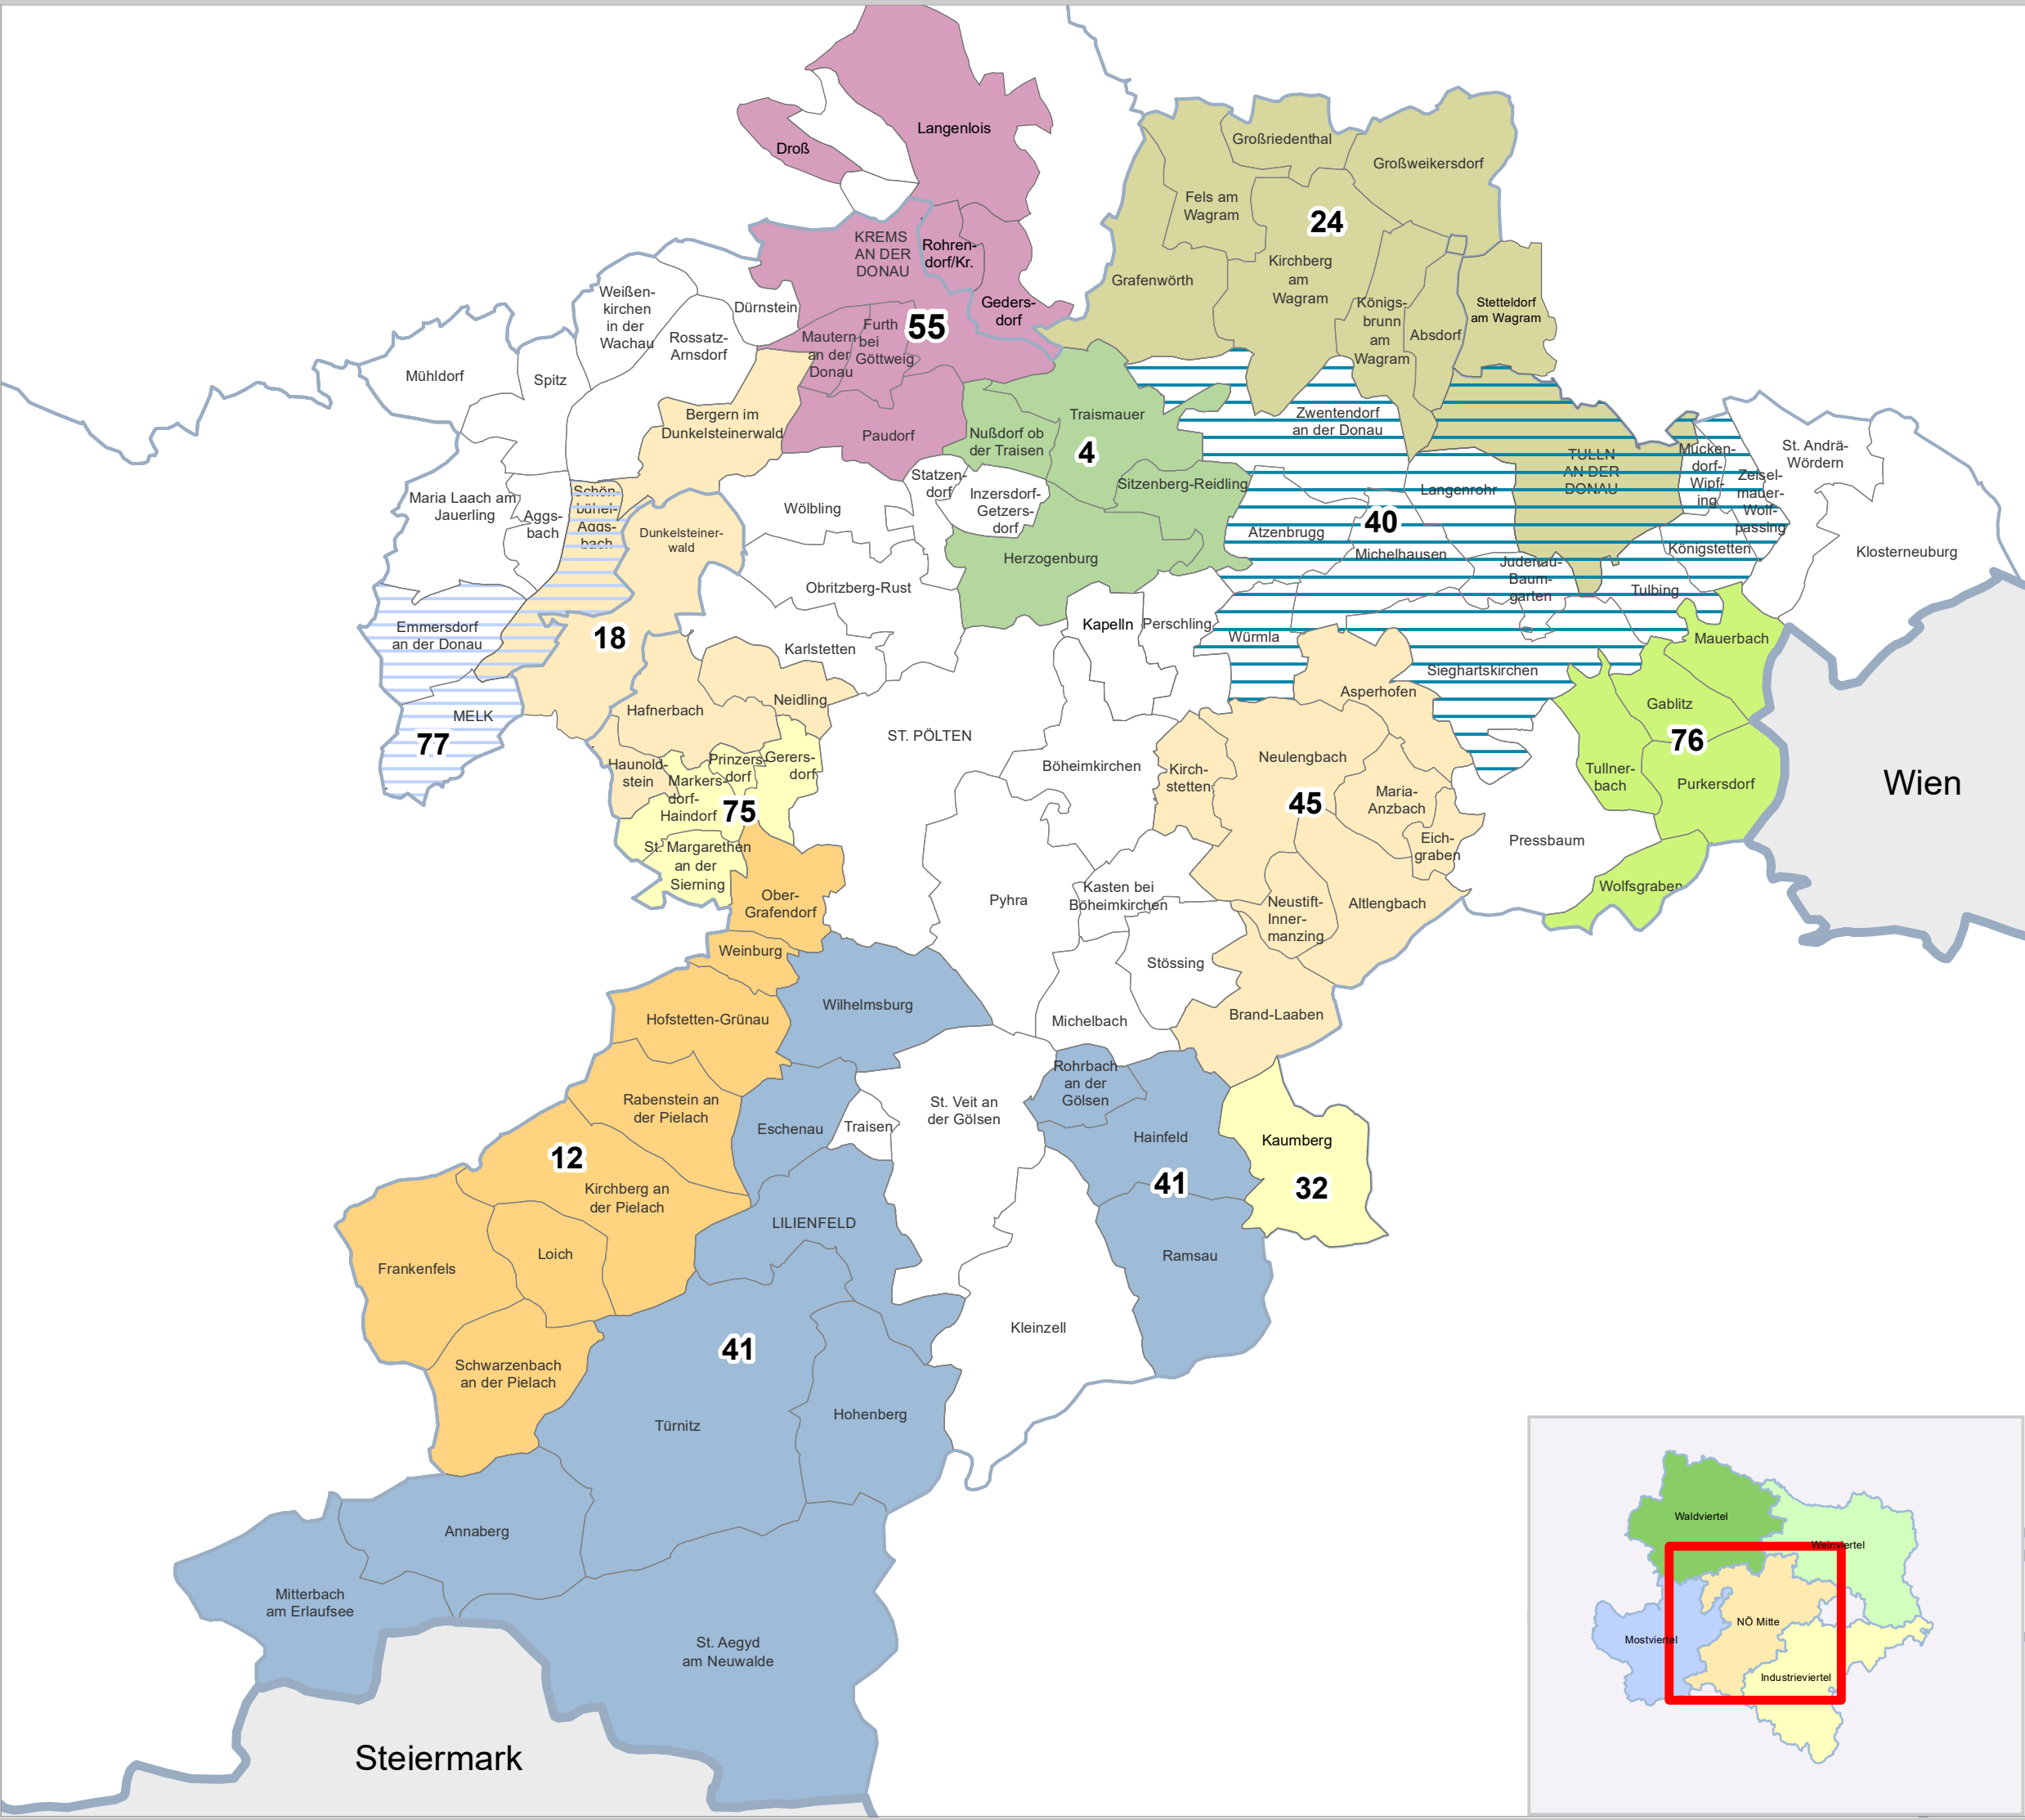 Langenlois
Droß
Großriedenthal
Großweikersdorf
Fels am
Wagram
24
KREMS
AN DER
DONAU
Rohren-
dorf/Kr.
Grafenwörth
Kirchberg
am
Wagram
Weißen-
kirchen
in der
Wachau
Dürnstein
Rossatz-
Arnsdorf
Geders-
dorf
Königs-
brunn
am
Wagram
Absdorf
Stetteldorf
am Wagram
Mautern
an der
Donau
Furth
bei
Göttweig
55
Mühldorf
Spitz
Bergern im
Dunkelsteinerwald
Paudorf
Nußdorf ob
der Traisen
Traismauer
4
Zwentendorf
an der Donau
St. Andrä-
Wördern
TULLN
AN DER
DONAU
Mucken-
dorf-
Wipf-
ing
Zeisel-
mauer-
Wolf-
passing
Maria Laach am
Jauerling
Aggs-
bach
Schön-
bühel-
Aggs-
bach
Dunkelsteiner-
wald
Wölbling
Statzen-
dorf
Inzersdorf-
Getzers-
dorf
Sitzenberg-Reidling
Langenrohr
40
Atzenbrugg
Michelhausen
Judenau-
Baum-
garten
Königstetten
Klosterneuburg
Herzogenburg
Obritzberg-Rust
Tulbing
Emmersdorf
an der Donau
18
Karlstetten
Kapelln
Perschling
Würmla
Mauerbach
Sieghartskirchen
Asperhofen
Gablitz
MELK
77
Hafnerbach
Neidling
ST. PÖLTEN
76
Haunold-
stein
Prinzers-
dorf
Gerers-
dorf
Markers-
dorf-
Haindorf
75
Böheimkirchen
Kirch-
stetten
Neulengbach
45
Maria-
Anzbach
Tullner-
bach
Purkersdorf
Wien
Eich-
graben
Pressbaum
St. Margarethen
an der
Sierning
Ober-
Grafendorf
Pyhra
Kasten bei
Böheimkirchen
Neustift-
Inner-
manzing
Altlengbach
Wolfsgraben
Weinburg
Stössing
Wilhelmsburg
Hofstetten-Grünau
Michelbach
Brand-Laaben
Rabenstein an
der Pielach
Eschenau
Traisen
St. Veit an
der Gölsen
Rohrbach
an der
Gölsen
Hainfeld
Kaumberg
12
41
32
Kirchberg an
der Pielach
LILIENFELD
Loich
Frankenfels
Ramsau
Kleinzell
41
Schwarzenbach
an der Pielach
Türnitz
Hohenberg
Annaberg
Mitterbach
am Erlaufsee
St. Aegyd
am Neuwalde
Steiermark
Waldviertel
Weinviertel
NÖ Mitte
Mostviertel
Industrieviertel